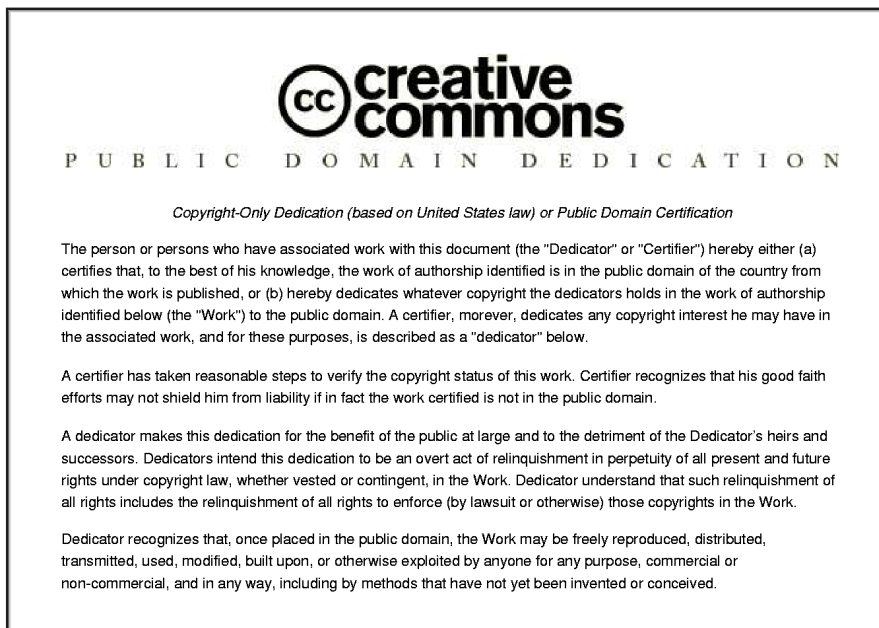 cc creative
commons
PUBLIC DOMAIN DEDICATION
Copyright-Only Dedication (based on United States law) or Public Domain Certification
The person or persons who have associated work with this document (the "Dedicator" or "Certifier") hereby either (a)
certifies that, to the best of his knowledge, the work of authorship identified is in the public domain of the country from
which the work is published, or (b) hereby dedicates whatever copyright the dedicators holds in the work of authorship
identified below (the "Work") to the public domain. A certifier, morever, dedicates any copyright interest he may have in
the associated work, and for these purposes, is described as a "dedicator" below.
A certifier has taken reasonable steps to verify the copyright status of this work. Certifier recognizes that his good faith
efforts may not shield him from liability if in fact the work certified is not in the public domain.
A dedicator makes this dedication for the benefit of the public at large and to the detriment of the Dedicator's heirs and
successors. Dedicators intend this dedication to be an overt act of relinquishment in perpetuity of all present and future
rights under copyright law, whether vested or contingent, in the Work. Dedicator understand that such relinquishment of
all rights includes the relinquishment of all rights to enforce (by lawsuit or otherwise) those copyrights in the Work.
Dedicator recognizes that, once placed in the public domain, the Work may be freely reproduced, distributed,
transmitted, used, modified, built upon, or otherwise exploited by anyone for any purpose, commercial or
non-commercial, and in any way, including by methods that have not yet been invented or conceived.